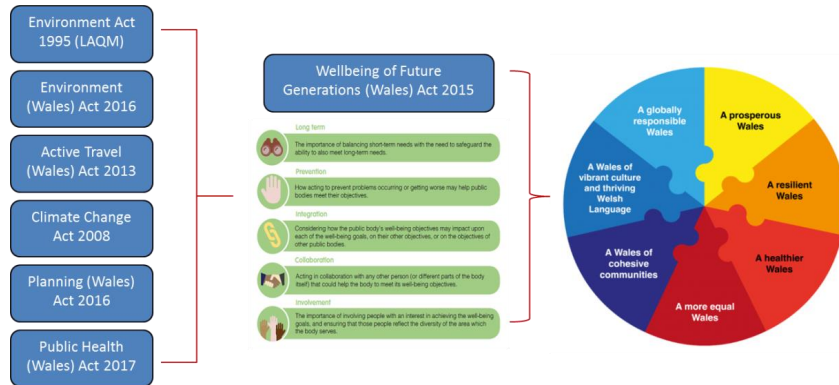 Environment Act
1995 (LAQM)
Environment
(Wales) Act 2016
Active Travel
(Wales) Act 2013
Climate Change
Act 2008
Planning (Wales)
Act 2016
Public Health
(Wales) Act 2017
Wellbeing of Future
Generations (Wales) Act 2015
Long term
The importance of balancing short-term needs with the need to safeguard the
ability to also meet long-term needs.
Prevention
How acting to prevent problems occurring or getting worse may help public
bodies meet their objectives.
Integration
Considering how the public body's well-being objectives may impact upon
each of the well-being goals, on their other objectives, or on the objectives of
other public bodies.
Collaboration
Acting in collaboration with any other person (or different parts of the body
itself) that could help the body to meet its well-being objectives.
Involvement
The importance of involving people with an interest in achieving the well-being
goals, and ensuring that those people reflect the diversity of the area which
the body serves.
A globally
responsible
Wales
A prosperous
Wales
A Wales of
vibrant culture
and thriving
Welsh
Language
A resilient
Wales
A Wales of
cohesive
communities
A healthier
Wales
A more equal
Wales